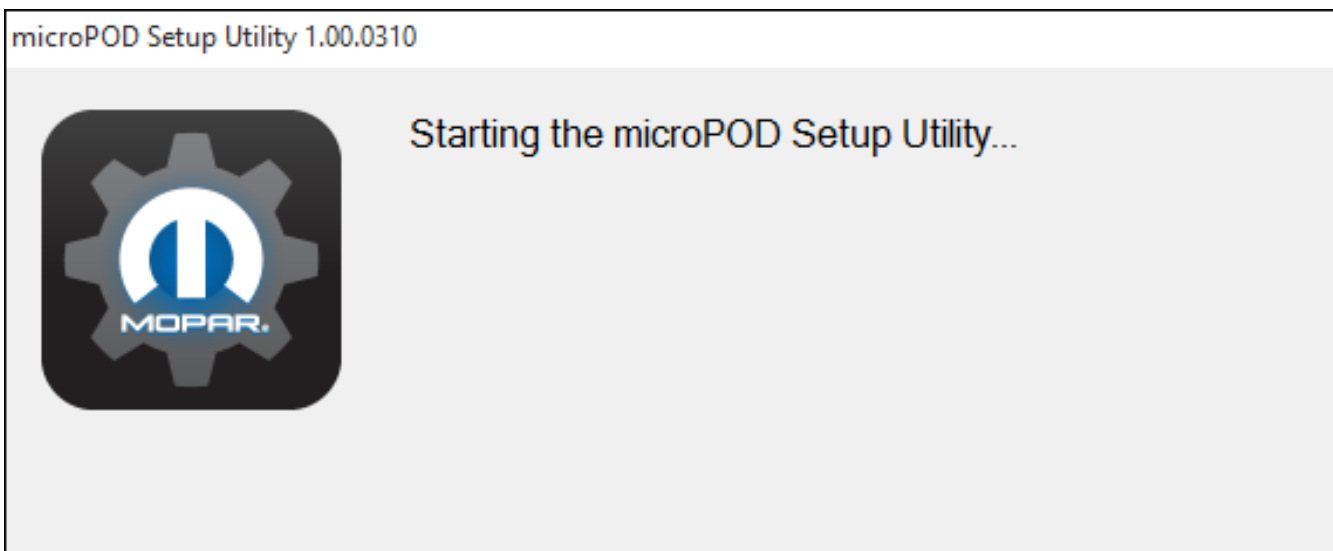 microPOD Setup Utility 1.00.0310
Starting the microPOD Setup Utility...
MOPAR.